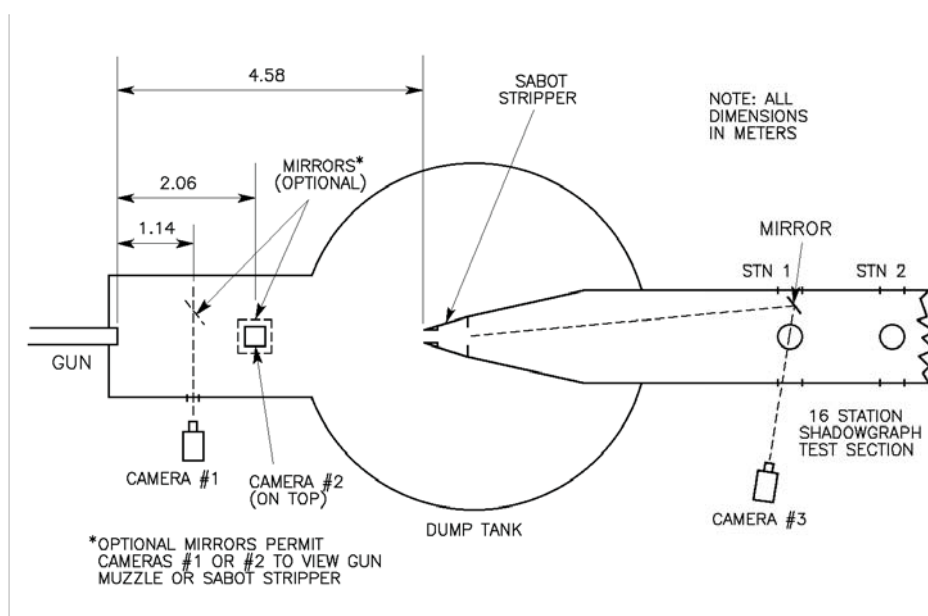 4.58
SABOT
STRIPPER
NOTE: ALL
DIMENSIONS
IN METERS
MIRRORS*
(OPTIONAL)
2.06
1.14
MIRROR
STN 1
STN 2
GUN
16 STATION
SHADOWGRAPH
TEST SECTION
CAMERA #1
CAMERA #2
(ON TOP)
CAMERA #3
DUMP TANK
*OPTIONAL MIRRORS PERMIT
CAMERAS #1 OR #2 TO VIEW GUN
MUZZLE OR SABOT STRIPPER